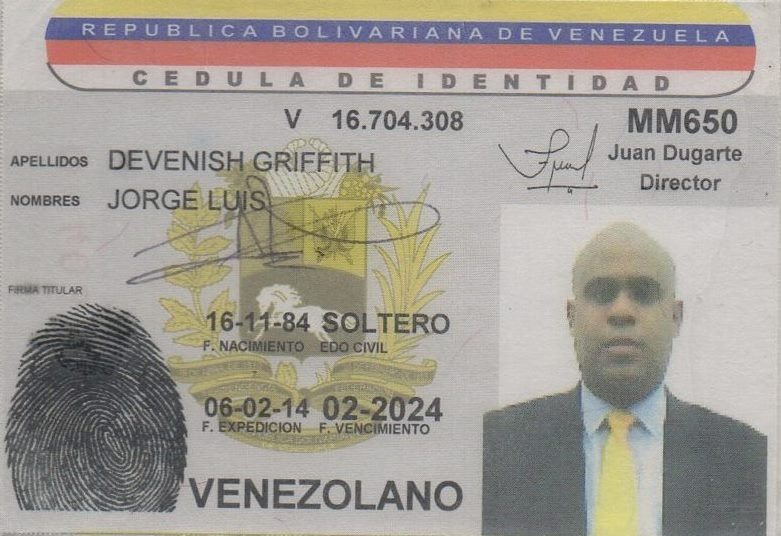 REPUBLICA BOLIVARIANA DE VENEZUELA
CEDULA DE IDENTIDAD
V 16.704.308
MM650
Juan Dugarte
Director
APELLIDOS DEVENISH GRIFFITH
NOMBRES JORGE LUIS
FIRMA TITULAR
16-11-84 SOLTERO
F. NACIMIENTO EDO CIVIL
06-02-14 02-2024
F. EXPEDICION F. VENCIMIENTO
VENEZOLANO